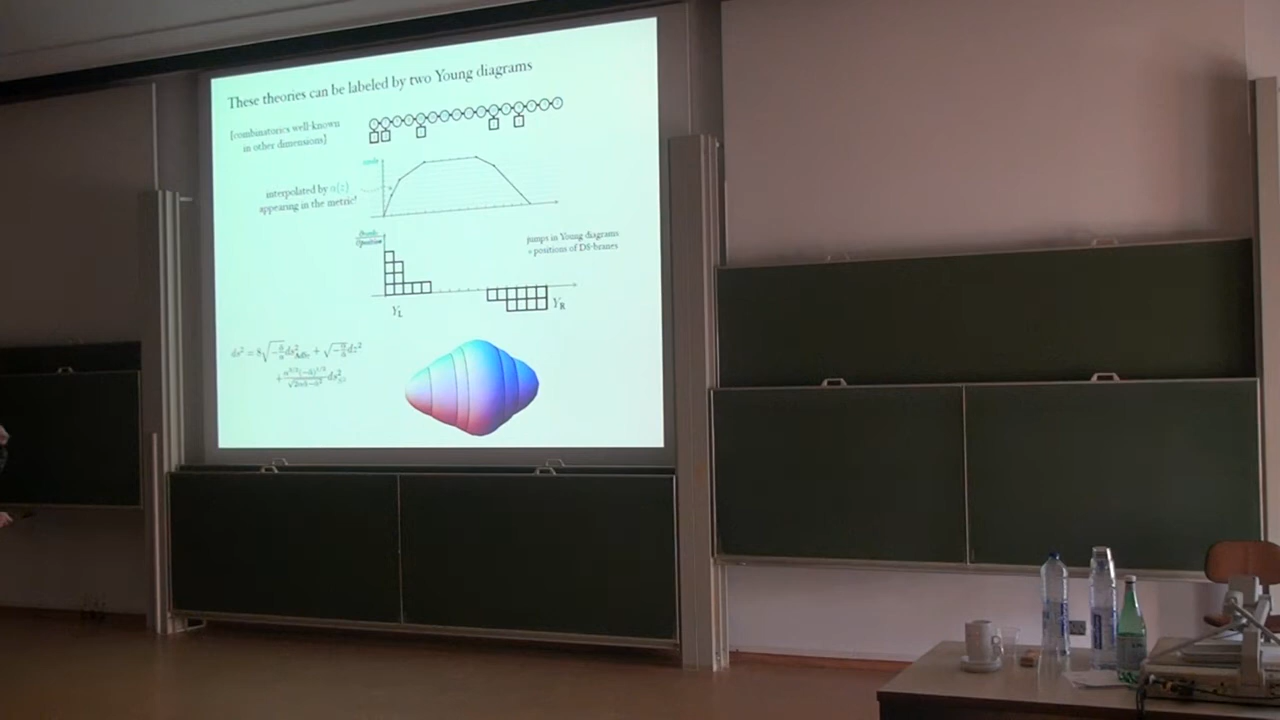 These theories can be labeled by two Young diagrams
[combinatorics well-known
in other dimensions]
interpolated by α(z)
appearing in the metric!
jumps in Young diagrams
= positions of D8-branes
Y_L
Y_R